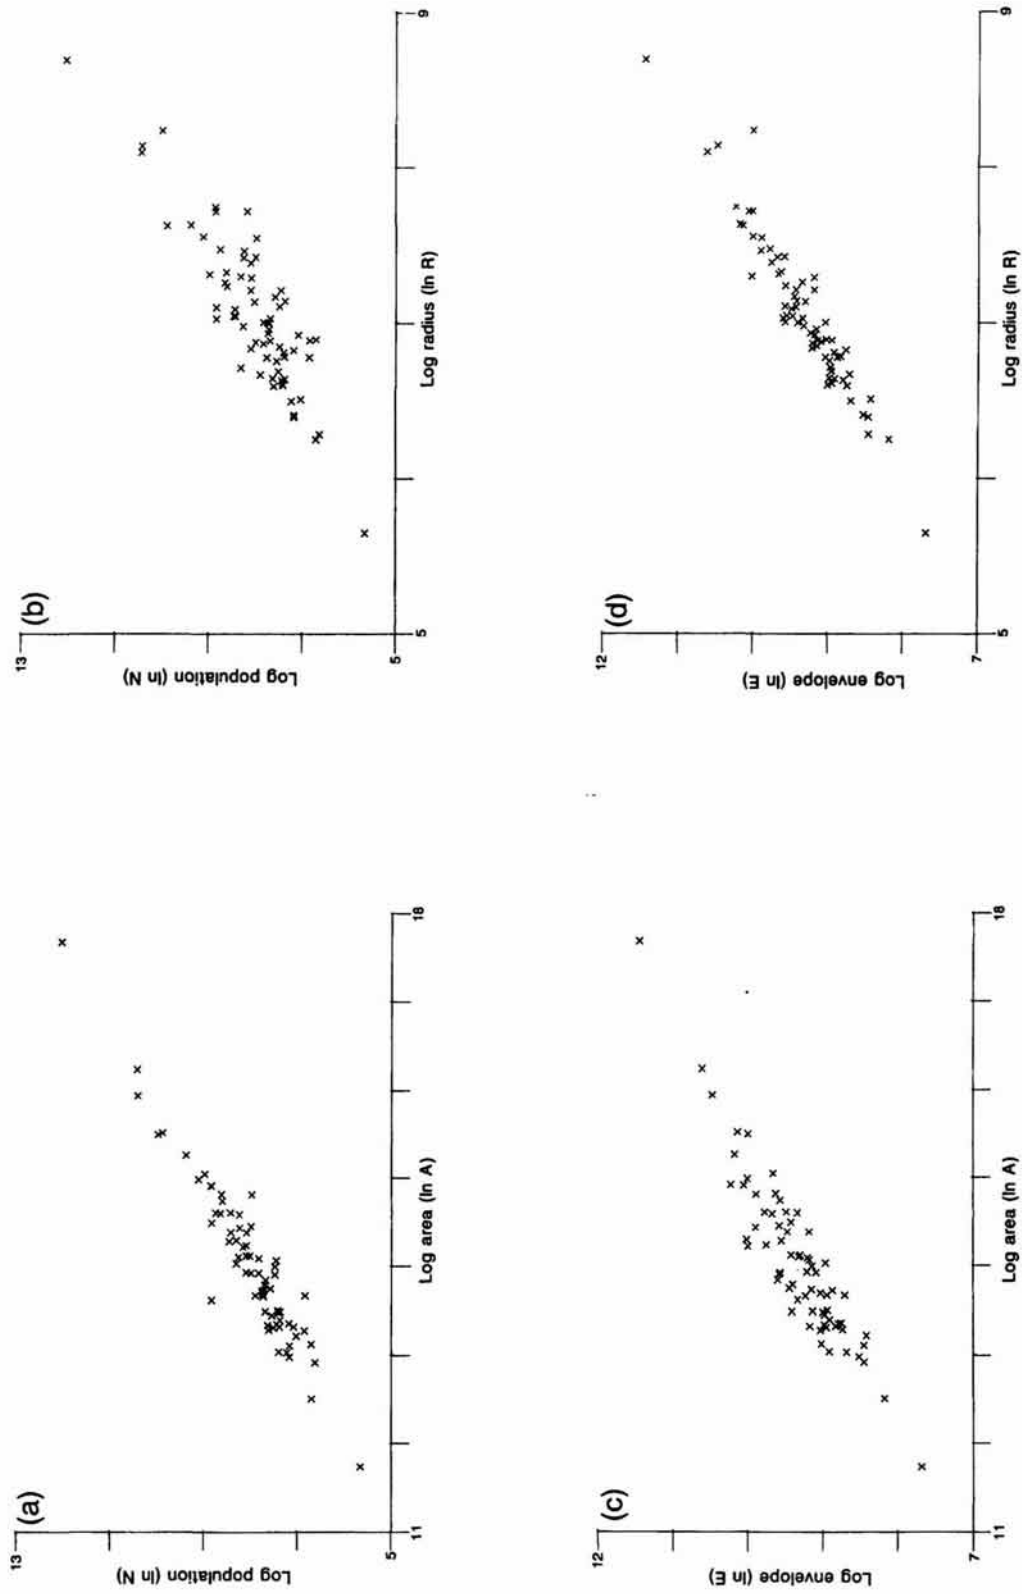 (a)
13
Log population (ln N)
5
11
Log area (ln A)
18
(b)
13
Log population (ln N)
5
5
Log radius (ln R)
9
(c)
12
Log envelope (ln E)
7
11
Log area (ln A)
18
(d)
12
Log envelope (ln E)
7
5
Log radius (ln R)
9